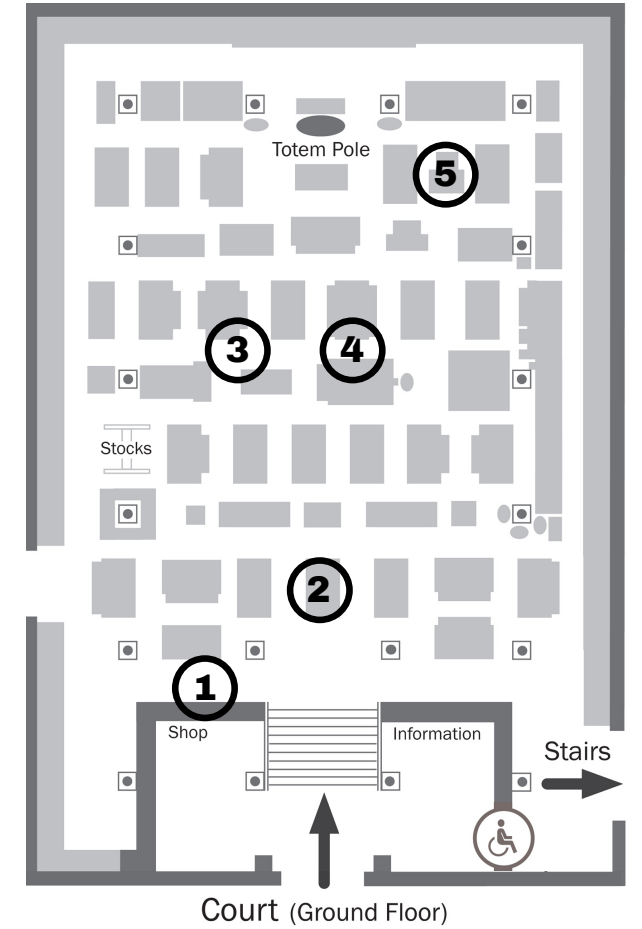 Totem Pole
5
3
4
Stocks
2
1
Shop
Information
Stairs
Court (Ground Floor)